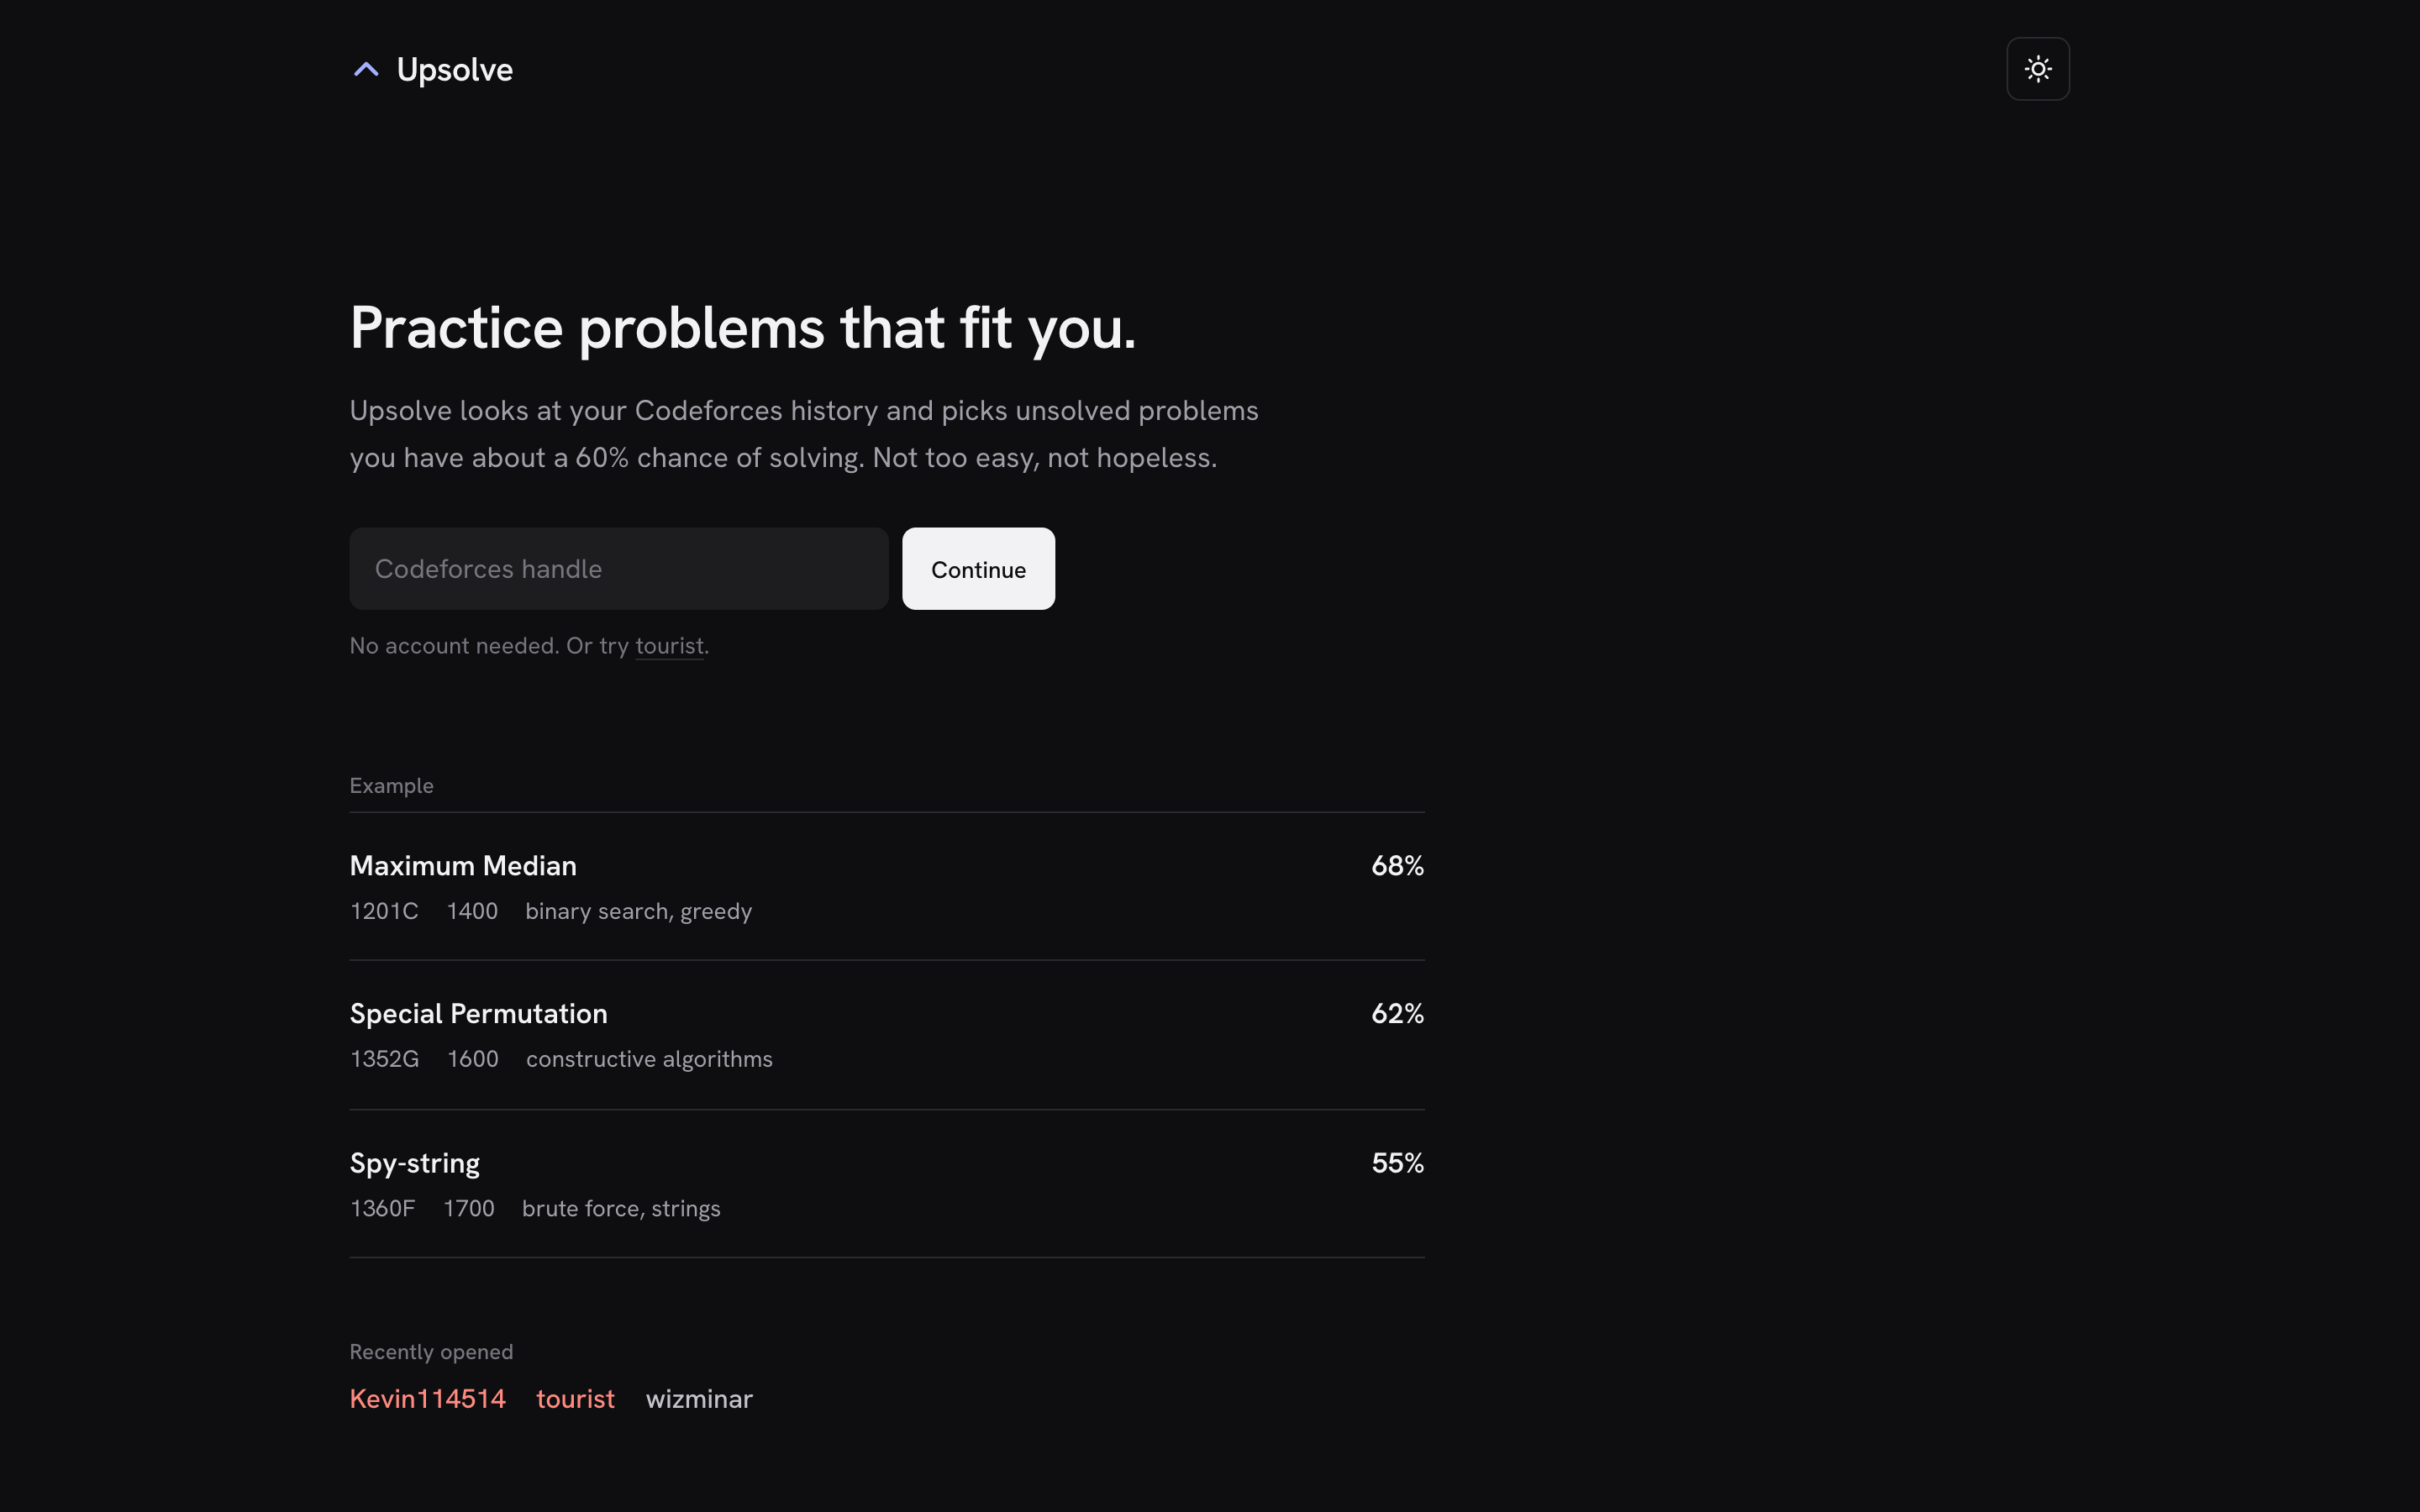 Upsolve
Practice problems that fit you.
Upsolve looks at your Codeforces history and picks unsolved problems
you have about a 60% chance of solving. Not too easy, not hopeless.
Codeforces handle
Continue
No account needed. Or try tourist.
Example
Maximum Median 68%
1201C 1400 binary search, greedy
Special Permutation 62%
1352G 1600 constructive algorithms
Spy-string 55%
1360F 1700 brute force, strings
Recently opened
Kevin114514 tourist wizminar